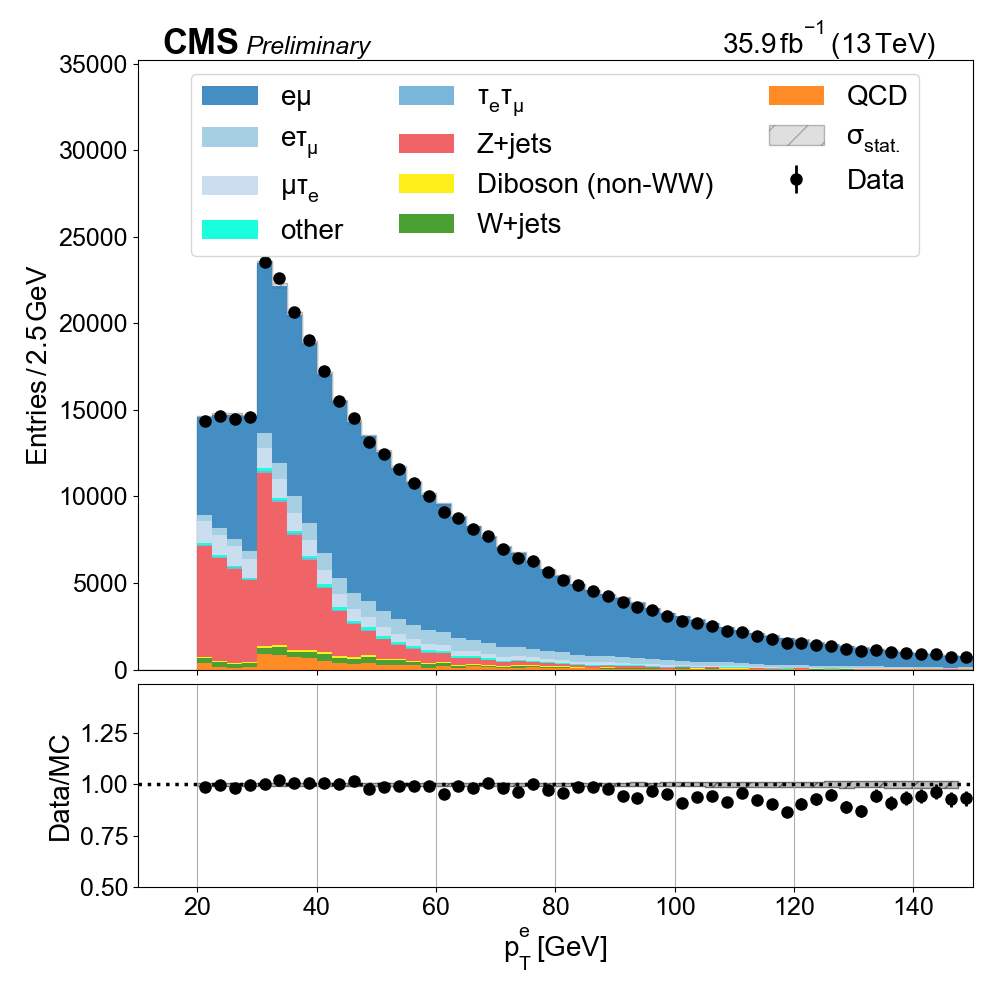 CMS Preliminary
35.9 fb⁻¹ (13 TeV)
35000
30000
25000
20000
15000
10000
5000
0
Entries / 2.5 GeV
eμ
eτμ
μτe
other
τeτμ
Z+jets
Diboson (non-WW)
W+jets
QCD
σstat.
Data
1.25
1.00
0.75
0.50
Data/MC
20 40 60 80 100 120 140
pTe [GeV]